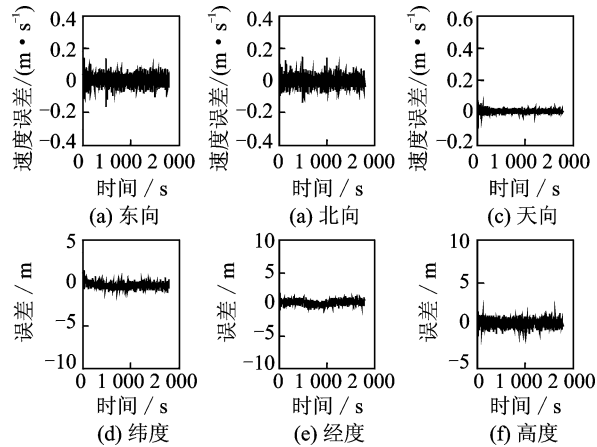 速度误差/(m·s⁻¹)
0.4
0.2
0
−0.2
−0.4
0 1 000 2 000
时间 / s
(a) 东向
速度误差/(m·s⁻¹)
0.4
0.2
0
−0.2
0.4
0 1 000 2 000
时间 / s
(a) 北向
速度误差/(m·s⁻¹)
0.6
0.4
0.2
0
−0.2
0 1 000 2 000
时间 / s
(c) 天向
误差 / m
5
0
−5
−10
0 1 000 2 000
时间 / s
(d) 纬度
误差 / m
10
5
0
−5
10
0 1 000 2 000
时间 / s
(e) 经度
误差 / m
10
5
0
−5
0 1 000 2 000
时间 / s
(f) 高度